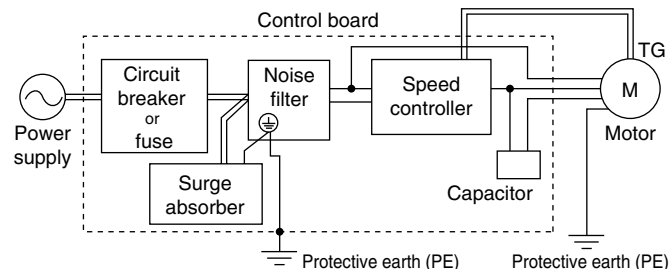 Control board
TG
Circuit
breaker
or
fuse
Noise
filter
Speed
controller
M
Power
supply
Motor
Surge
absorber
Capacitor
Protective earth (PE)
Protective earth (PE)